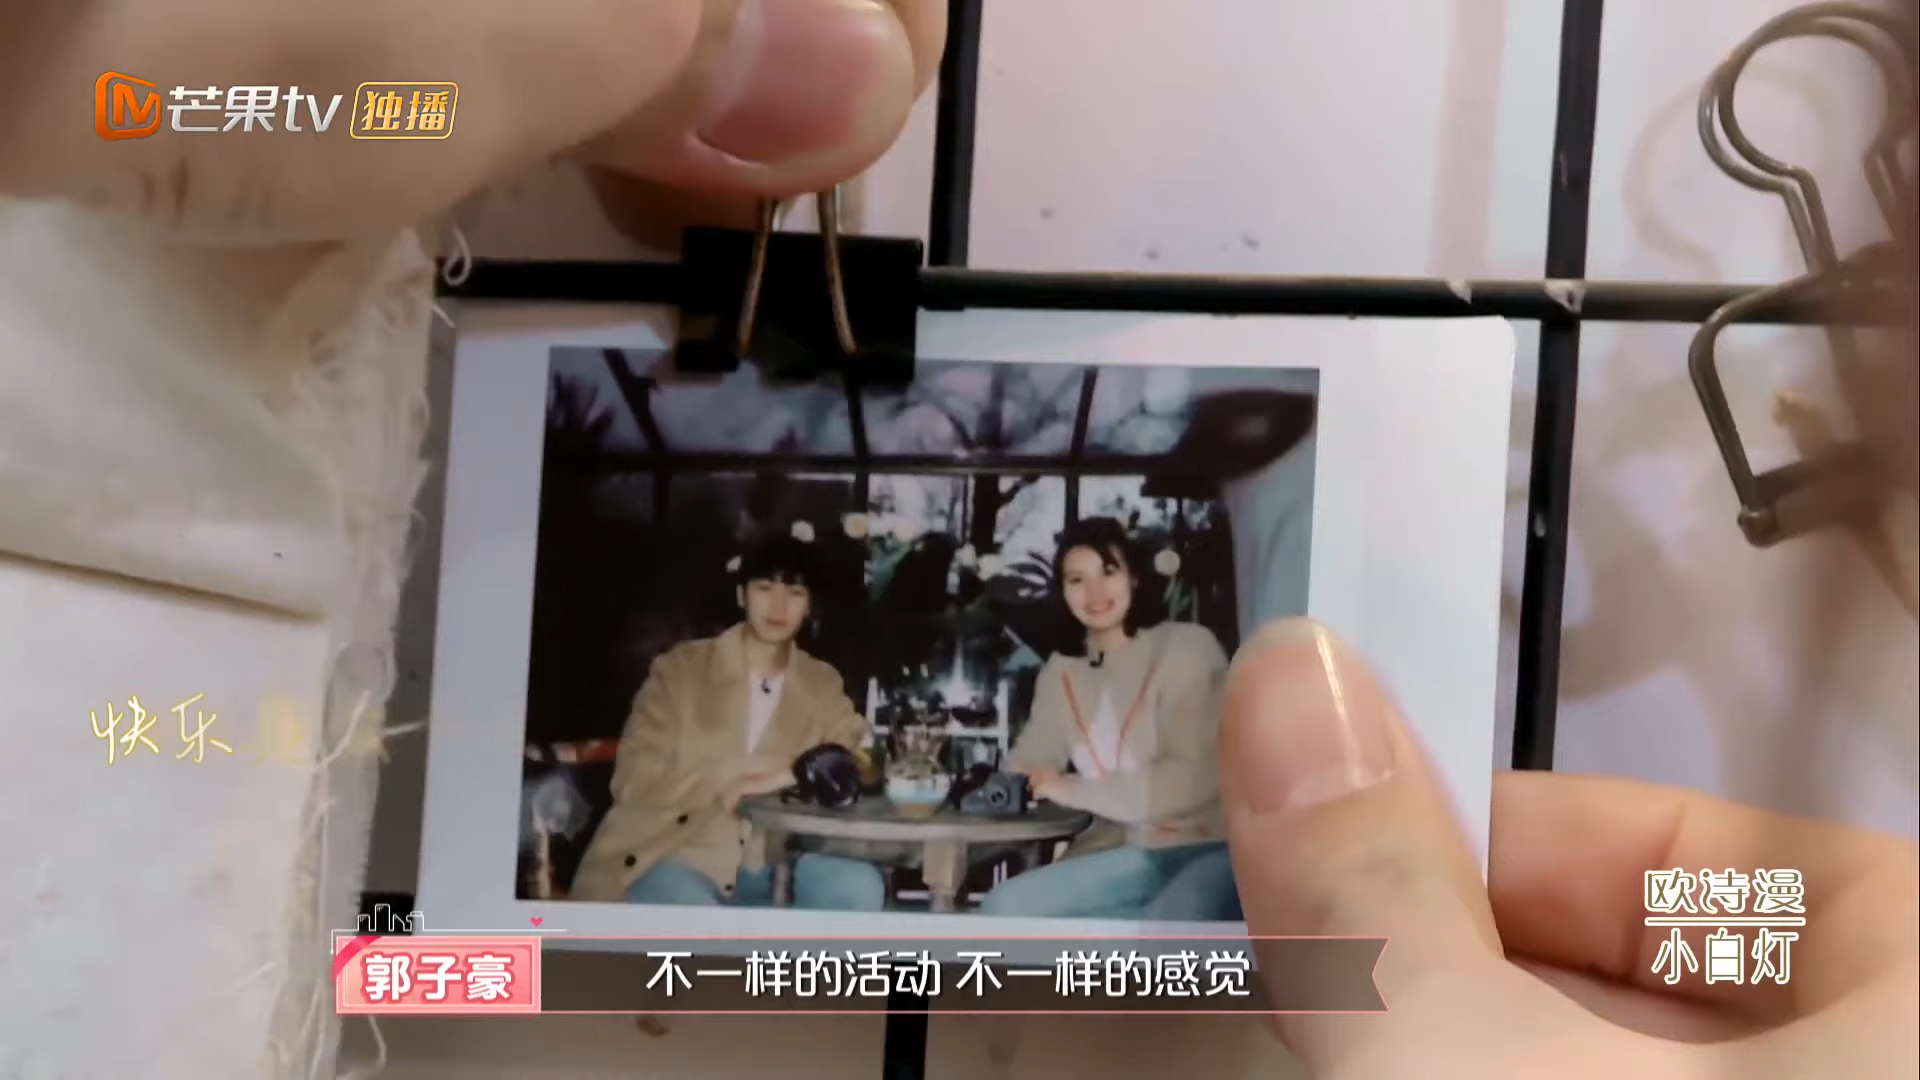 芒果tv 独播
快乐
欧诗漫
小白灯
郭子豪
不一样的活动 不一样的感觉